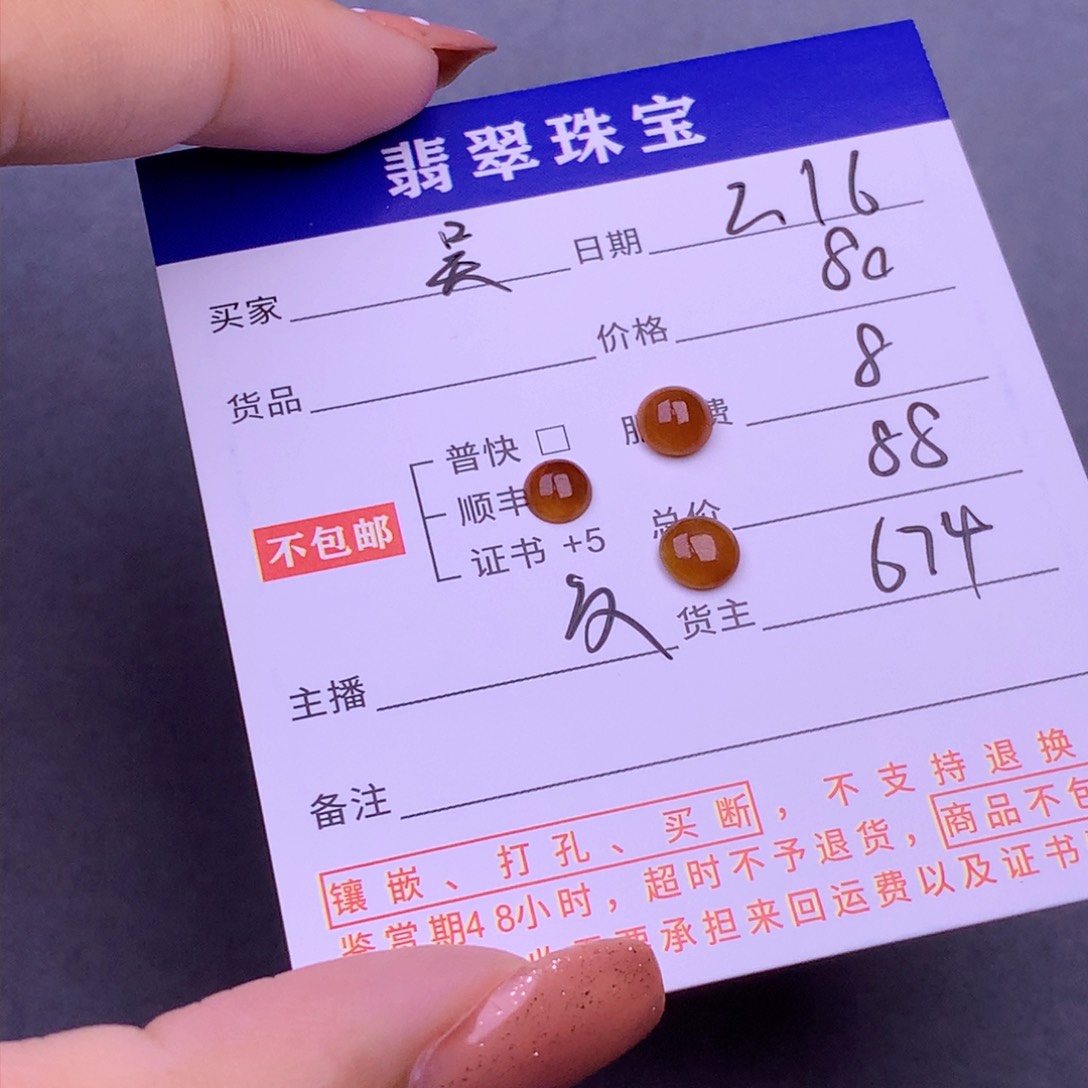 翡翠珠宝
买家 吴 日期 2.16
货品 价格 80
普快 □ 费 8
不包邮 顺丰
证书 +5 总价 88
主播 货主 674
备注
镶嵌、打孔、买断，不支持退换
鉴赏期48小时，超时不予退货，商品不包
承担来回运费以及证书